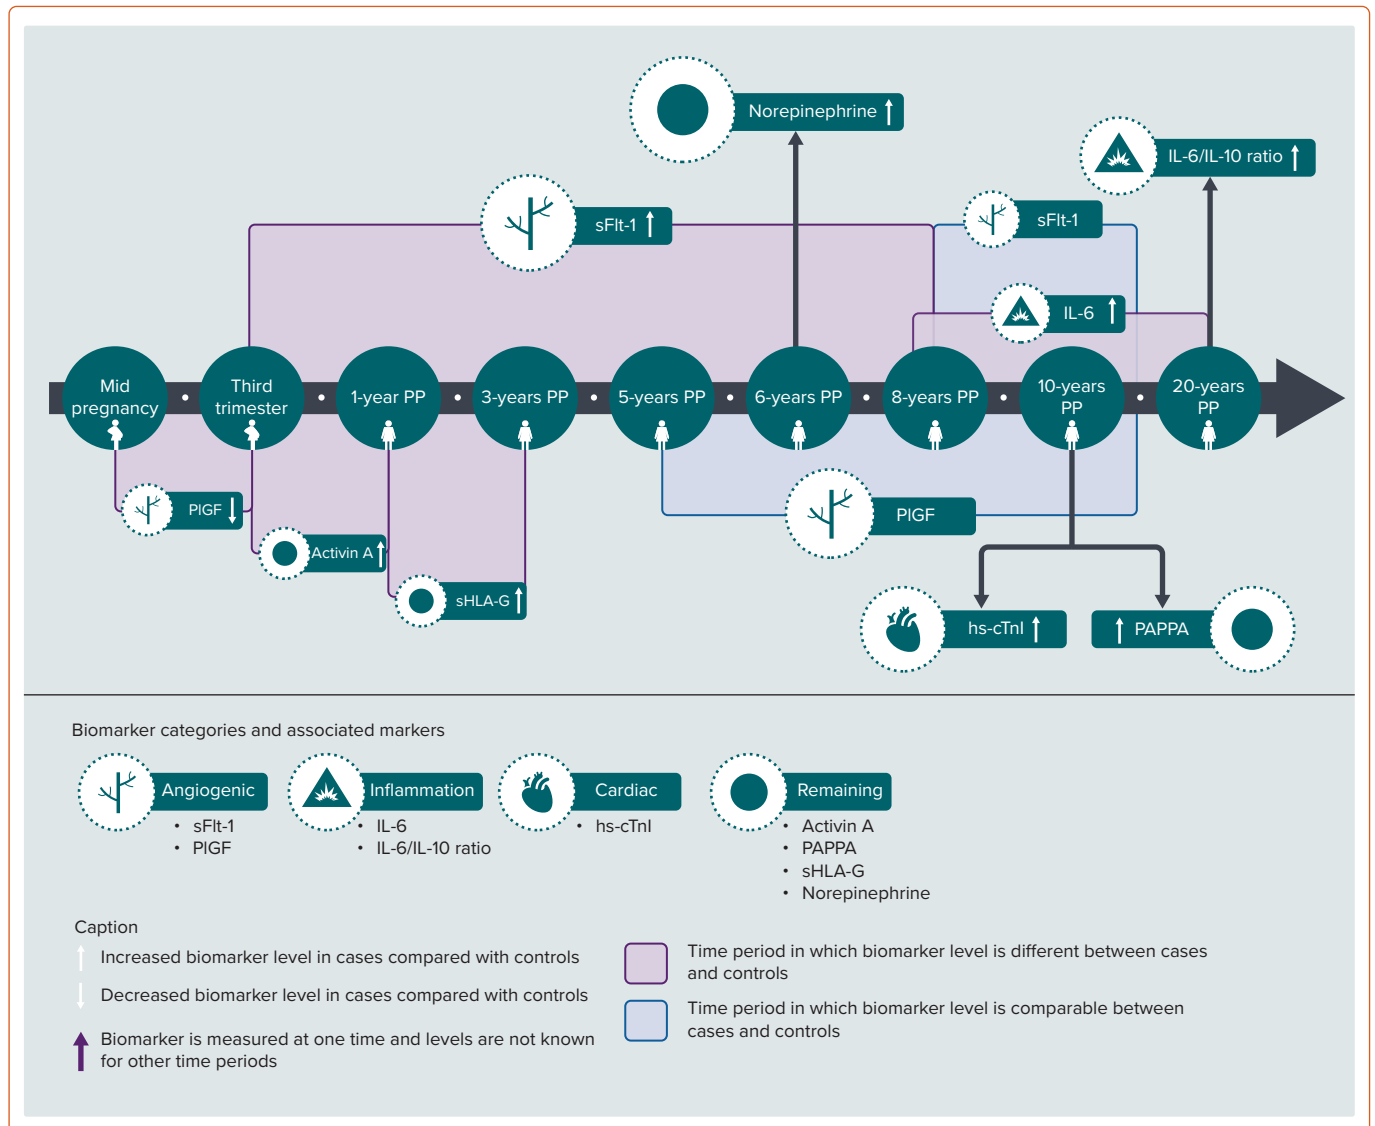 Norepinephrine
IL-6/IL-10 ratio
sFlt-1
sFlt-1
IL-6
Mid
pregnancy
Third
trimester
1-year PP
3-years PP
5-years PP
6-years PP
8-years PP
10-years
PP
20-years
PP
PlGF
Activin A
sHLA-G
PlGF
hs-cTnI
PAPPA
Biomarker categories and associated markers
Angiogenic
• sFlt-1
• PlGF
Inflammation
• IL-6
• IL-6/IL-10 ratio
Cardiac
• hs-cTnI
Remaining
• Activin A
• PAPPA
• sHLA-G
• Norepinephrine
Caption
Increased biomarker level in cases compared with controls
Decreased biomarker level in cases compared with controls
Biomarker is measured at one time and levels are not known
for other time periods
Time period in which biomarker level is different between cases
and controls
Time period in which biomarker level is comparable between
cases and controls